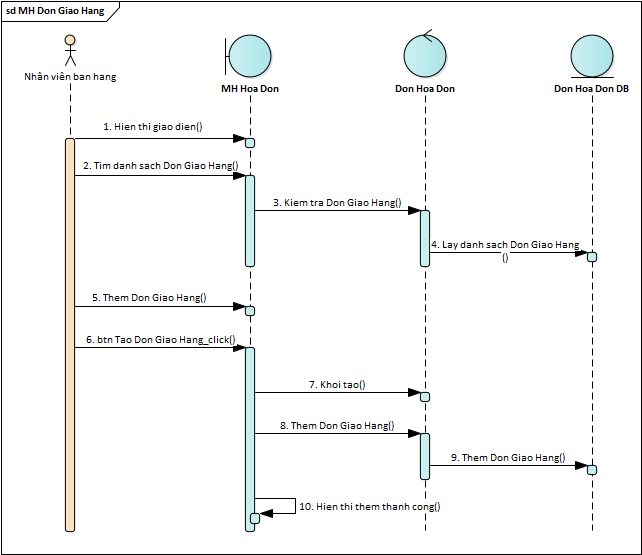 sd MH Don Giao Hang
Nhân viên ban hang
MH Hoa Don
Don Hoa Don
Don Hoa Don DB
1. Hien thi giao dien()
2. Tim danh sach Don Giao Hang()
3. Kiem tra Don Giao Hang()
4. Lay danh sach Don Giao Hang
()
5. Them Don Giao Hang()
6. btn Tao Don Giao Hang_click()
7. Khoi tao()
8. Them Don Giao Hang()
9. Them Don Giao Hang()
10. Hien thi them thanh cong()